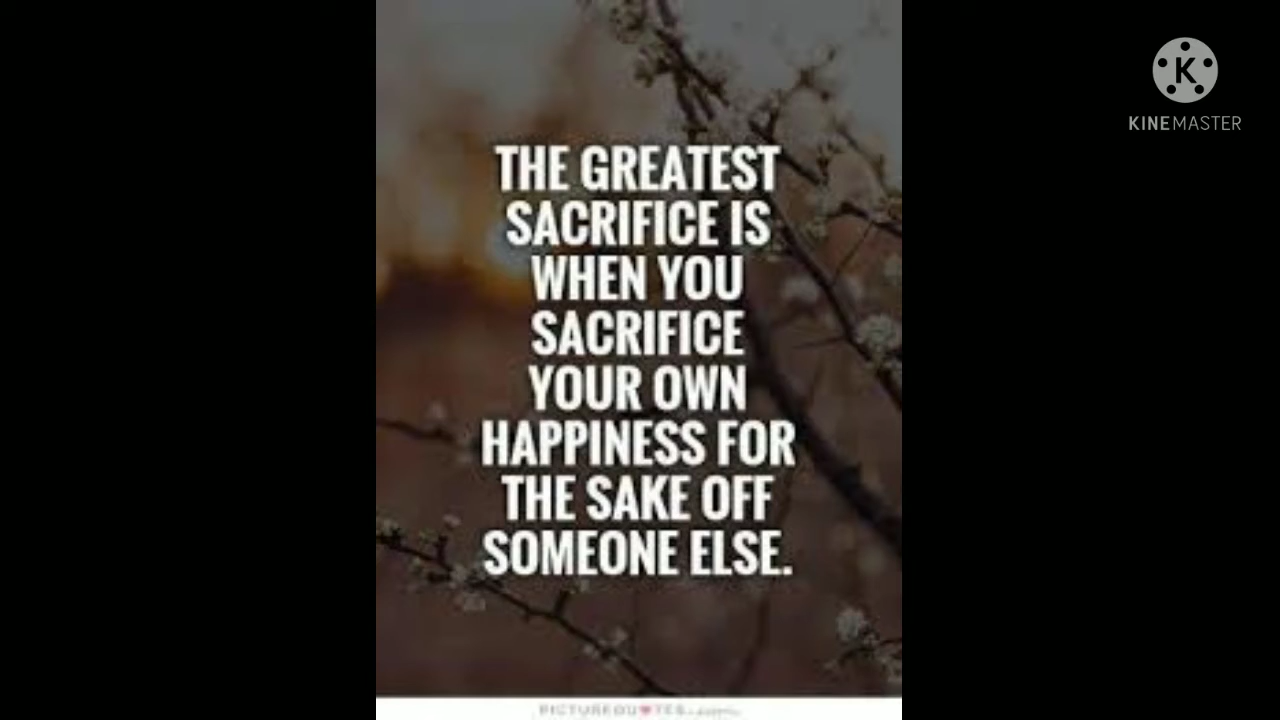 THE GREATEST
SACRIFICE IS
WHEN YOU
SACRIFICE
YOUR OWN
HAPPINESS FOR
THE SAKE OFF
SOMEONE ELSE.
K
KINEMASTER